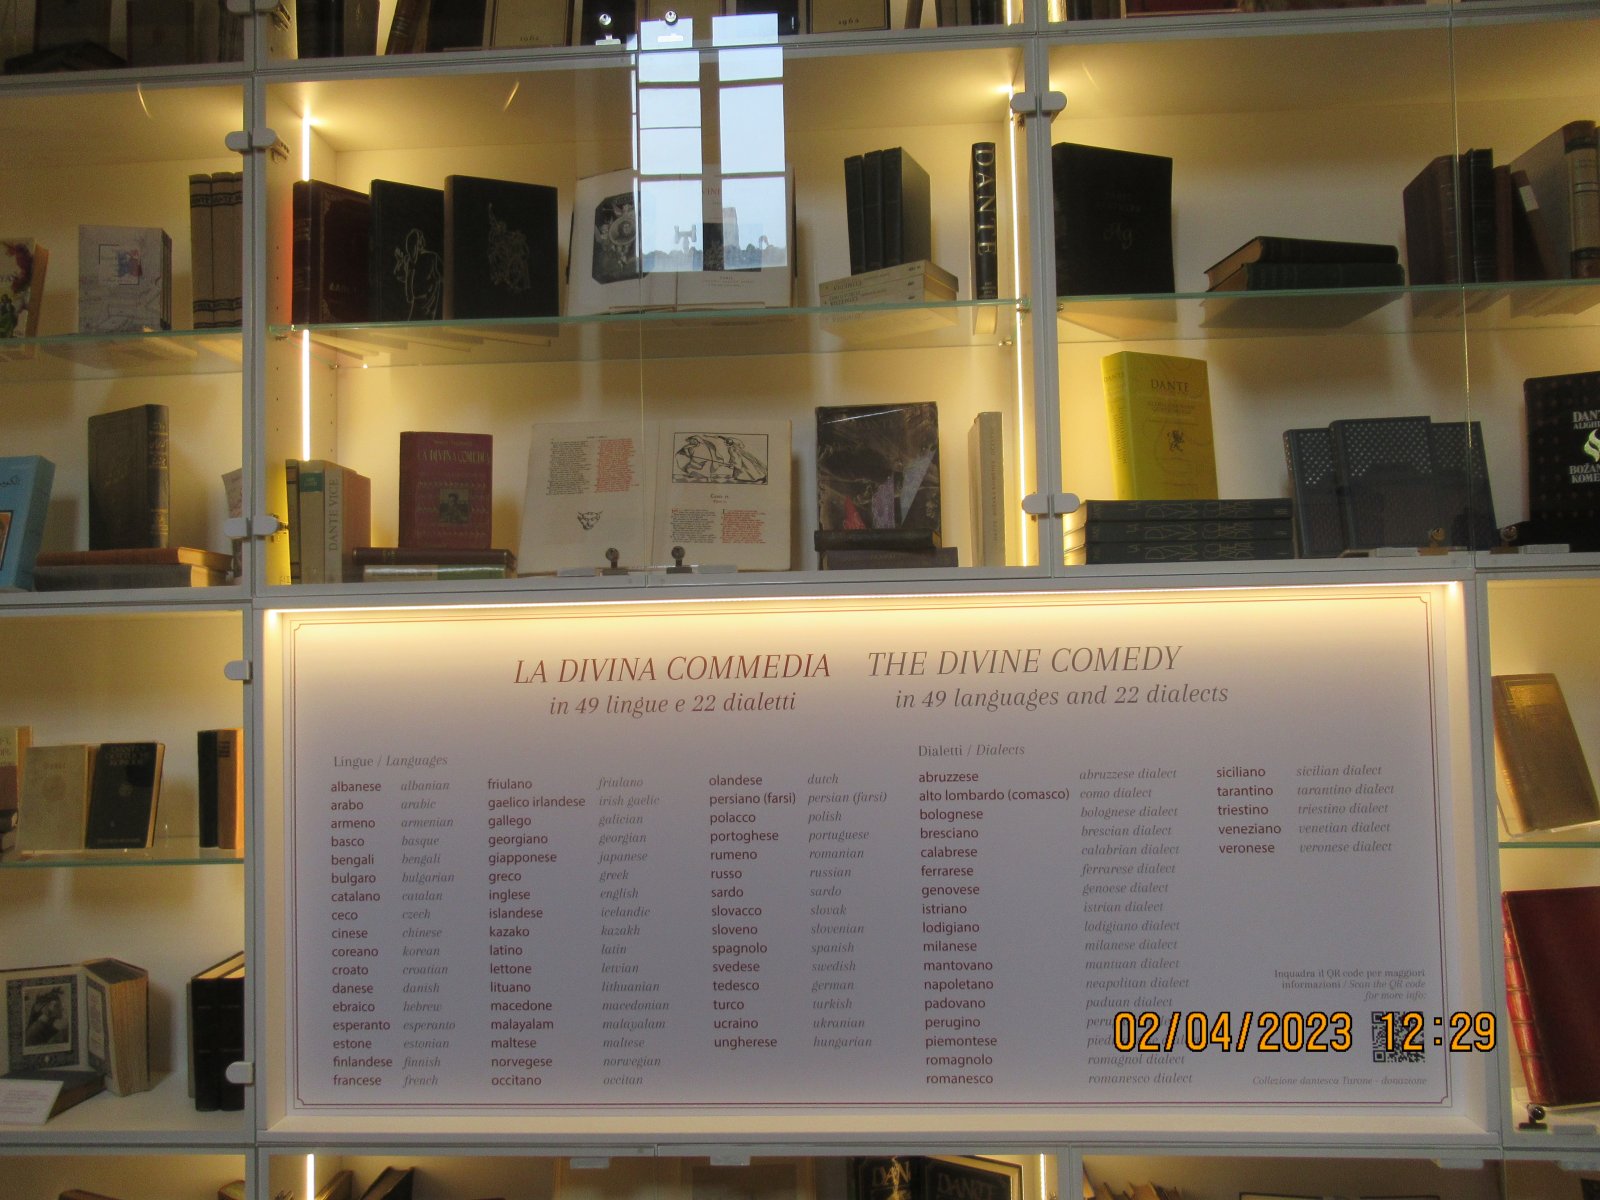 1962
1962
DANTE
DANTE
LA DIVINA COMMEDIA
DANTE VICE
DANTE
DANTE
BOŽAN
KOME
LA DIVINA COMMEDIA
in 49 lingue e 22 dialetti
THE DIVINE COMEDY
in 49 languages and 22 dialects
Lingue / Languages
albanese albanian
arabo arabic
armeno armenian
basco basque
bengali bengali
bulgaro bulgarian
catalano catalan
ceco czech
cinese chinese
coreano korean
croato croatian
danese danish
ebraico hebrew
esperanto esperanto
estone estonian
finlandese finnish
francese french
friulano friulano
gaelico irlandese irish gaelic
gallego galician
georgiano georgian
giapponese japanese
greco greek
inglese english
islandese icelandic
kazako kazakh
latino latin
lettone letvian
lituano lithuanian
macedone macedonian
malayalam malayalam
maltese maltese
norvegese norwegian
occitano occitan
olandese dutch
persiano (farsi) persian (farsi)
polacco polish
portoghese portuguese
rumeno romanian
russo russian
sardo sardo
slovacco slovak
sloveno slovenian
spagnolo spanish
svedese swedish
tedesco german
turco turkish
ucraino ukranian
ungherese hungarian
Dialetti / Dialects
abruzzese abruzzese dialect
alto lombardo (comasco) como dialect
bolognese bolognese dialect
bresciano brescian dialect
calabrese calabrian dialect
ferrarese ferrarese dialect
genovese genoese dialect
istriano istrian dialect
lodigiano lodigiano dialect
milanese milanese dialect
mantovano mantuan dialect
napoletano neapolitan dialect
padovano paduan dialect
perugino
piemontese
romagnolo romagnol dialect
romanesco romanesco dialect
siciliano sicilian dialect
tarantino tarantino dialect
triestino triestino dialect
veneziano venetian dialect
veronese veronese dialect
Inquadra il QR code per maggiori
informazioni / Scan the QR code
for more info:
02/04/2023 12:29
Collezione dantesca Turone - donazione